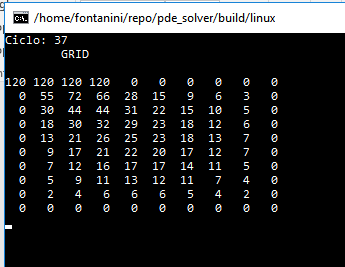 /home/fontanini/repo/pde_solver/build/linux
Ciclo: 37
GRID
120 120 120 120 0 0 0 0 0 0
0 55 72 66 28 15 9 6 3 0
0 30 44 44 31 22 15 10 5 0
0 18 30 32 29 23 18 12 6 0
0 13 21 26 25 23 18 13 7 0
0 9 17 21 22 20 17 12 7 0
0 7 12 16 17 17 14 11 5 0
0 5 9 11 13 12 11 7 4 0
0 2 4 6 6 6 5 4 2 0
0 0 0 0 0 0 0 0 0 0